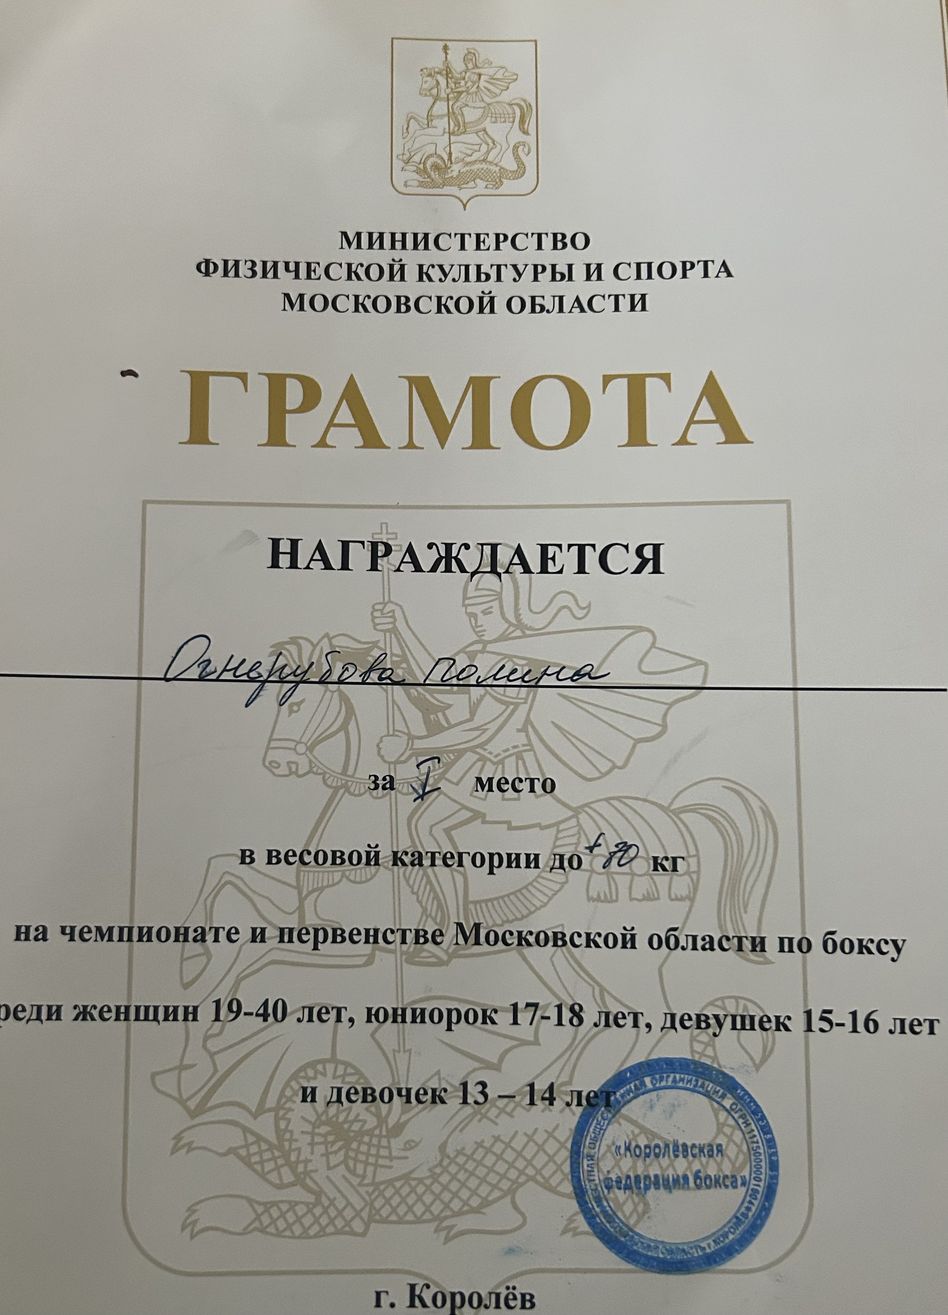 МИНИСТЕРСТВО
ФИЗИЧЕСКОЙ КУЛЬТУРЫ И СПОРТА
МОСКОВСКОЙ ОБЛАСТИ
ГРАМОТА
НАГРАЖДАЕТСЯ
Огнерубова Полина
за I место
в весовой категории до +80 кг
на чемпионате и первенстве Московской области по боксу
реди женщин 19-40 лет, юниорок 17-18 лет, девушек 15-16 лет
и девочек 13 – 14 лет
«Королёвская
федерация бокса»
г. Королёв